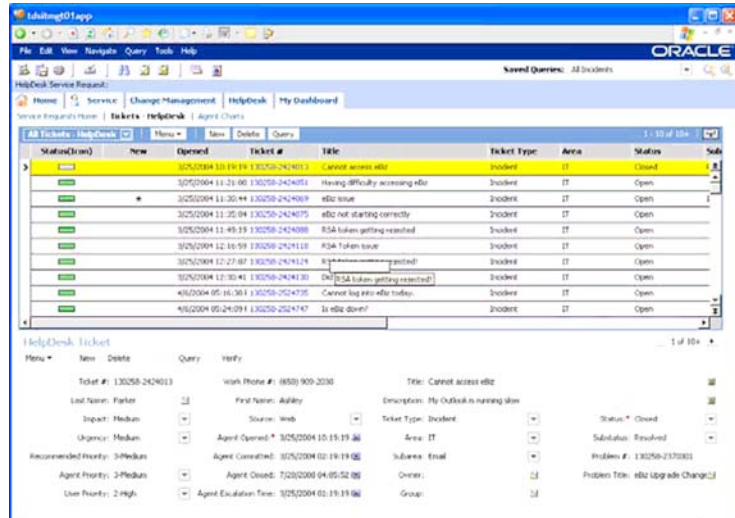 tdsitmgt01app
File Edit View Navigate Query Tools Help
ORACLE
Saved Queries: All Incidents
HelpDesk Service Request:
Home Service Change Management HelpDesk My Dashboard
Service Requests Home | Tickets - HelpDesk | Agent Charts
All Tickets - HelpDesk Menu New Delete Query 1 - 10 of 10+
Status(Icon) New Opened Ticket # Title Ticket Type Area Status Sub
3/25/2004 10:19:19 130258-2424013 Cannot access eBiz Incident IT Closed
3/25/2004 11:21:00 130258-2424051 Having difficulty accessing eBiz Incident IT Open
* 3/25/2004 11:30:44 130258-2424069 eBiz issue Incident IT Open
3/25/2004 11:35:04 130258-2424075 eBiz not starting correctly Incident IT Open
3/25/2004 11:49:19 130258-2424088 RSA token getting rejected Incident IT Open
3/25/2004 12:16:59 130258-2424118 RSA Token issue Incident IT Open
3/25/2004 12:27:07 130258-2424124 RSA token getting rejected? Incident IT Open
3/25/2004 12:30:41 130258-2424130 Did Incident IT Open
RSA token getting rejected?
4/6/2004 05:16:30 130258-2524735 Cannot log into eBiz today. Incident IT Open
4/6/2004 05:24:09 130258-2524747 Is eBiz down? Incident IT Open
HelpDesk Ticket 1 of 10+
Menu New Delete Query Verify
Ticket #: 130258-2424013 Work Phone #: (650) 909-2030 Title: Cannot access eBiz
Last Name: Parker First Name: Ashley Description: My Outlook is running slow
Impact: Medium Source: Web Ticket Type: Incident Status: * Closed
Urgency: Medium Agent Opened: * 3/25/2004 10:19:19 Area: IT Substatus: Resolved
Recommended Priority: 3-Medium Agent Committed: 3/25/2004 02:19:19 Subarea: Email Problem #: 130258-2370301
Agent Priority: 3-Medium Agent Closed: 7/28/2008 04:05:52 Owner: Problem Title: eBiz Upgrade Change
User Priority: 2-High Agent Escalation Time: 3/25/2004 01:19:19 Group: